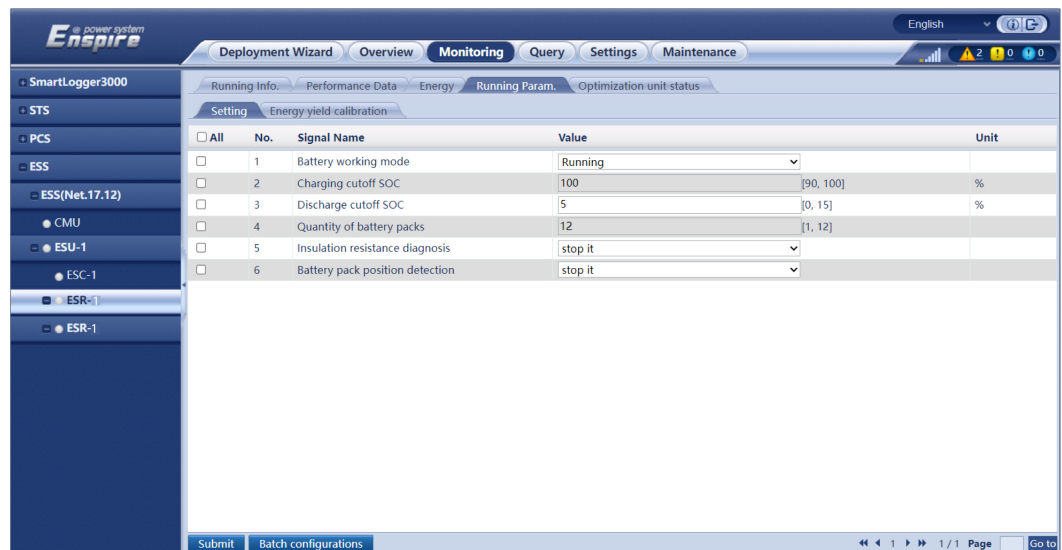 @ power system
Enspire
English
Deployment Wizard Overview Monitoring Query Settings Maintenance
2 0 0
SmartLogger3000
STS
PCS
ESS
ESS(Net.17.12)
CMU
ESU-1
ESC-1
ESR-1
ESR-1
Running Info. Performance Data Energy Running Param. Optimization unit status
Setting Energy yield calibration
All No. Signal Name Value Unit
1 Battery working mode Running
2 Charging cutoff SOC 100 [90, 100] %
3 Discharge cutoff SOC 5 [0, 15] %
4 Quantity of battery packs 12 [1, 12]
5 Insulation resistance diagnosis stop it
6 Battery pack position detection stop it
Submit Batch configurations 1 1 / 1 Page Go to